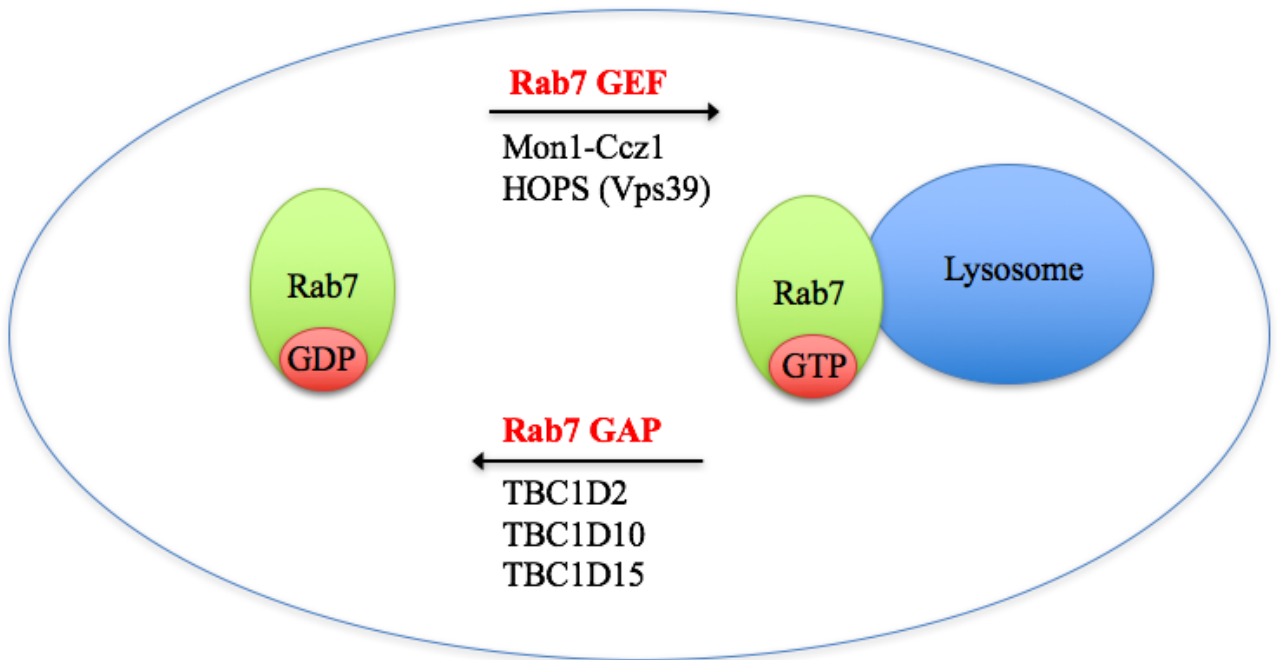 Rab7 GEF
Mon1-Ccz1
HOPS (Vps39)
Rab7
GDP
Rab7
GTP
Lysosome
Rab7 GAP
TBC1D2
TBC1D10
TBC1D15